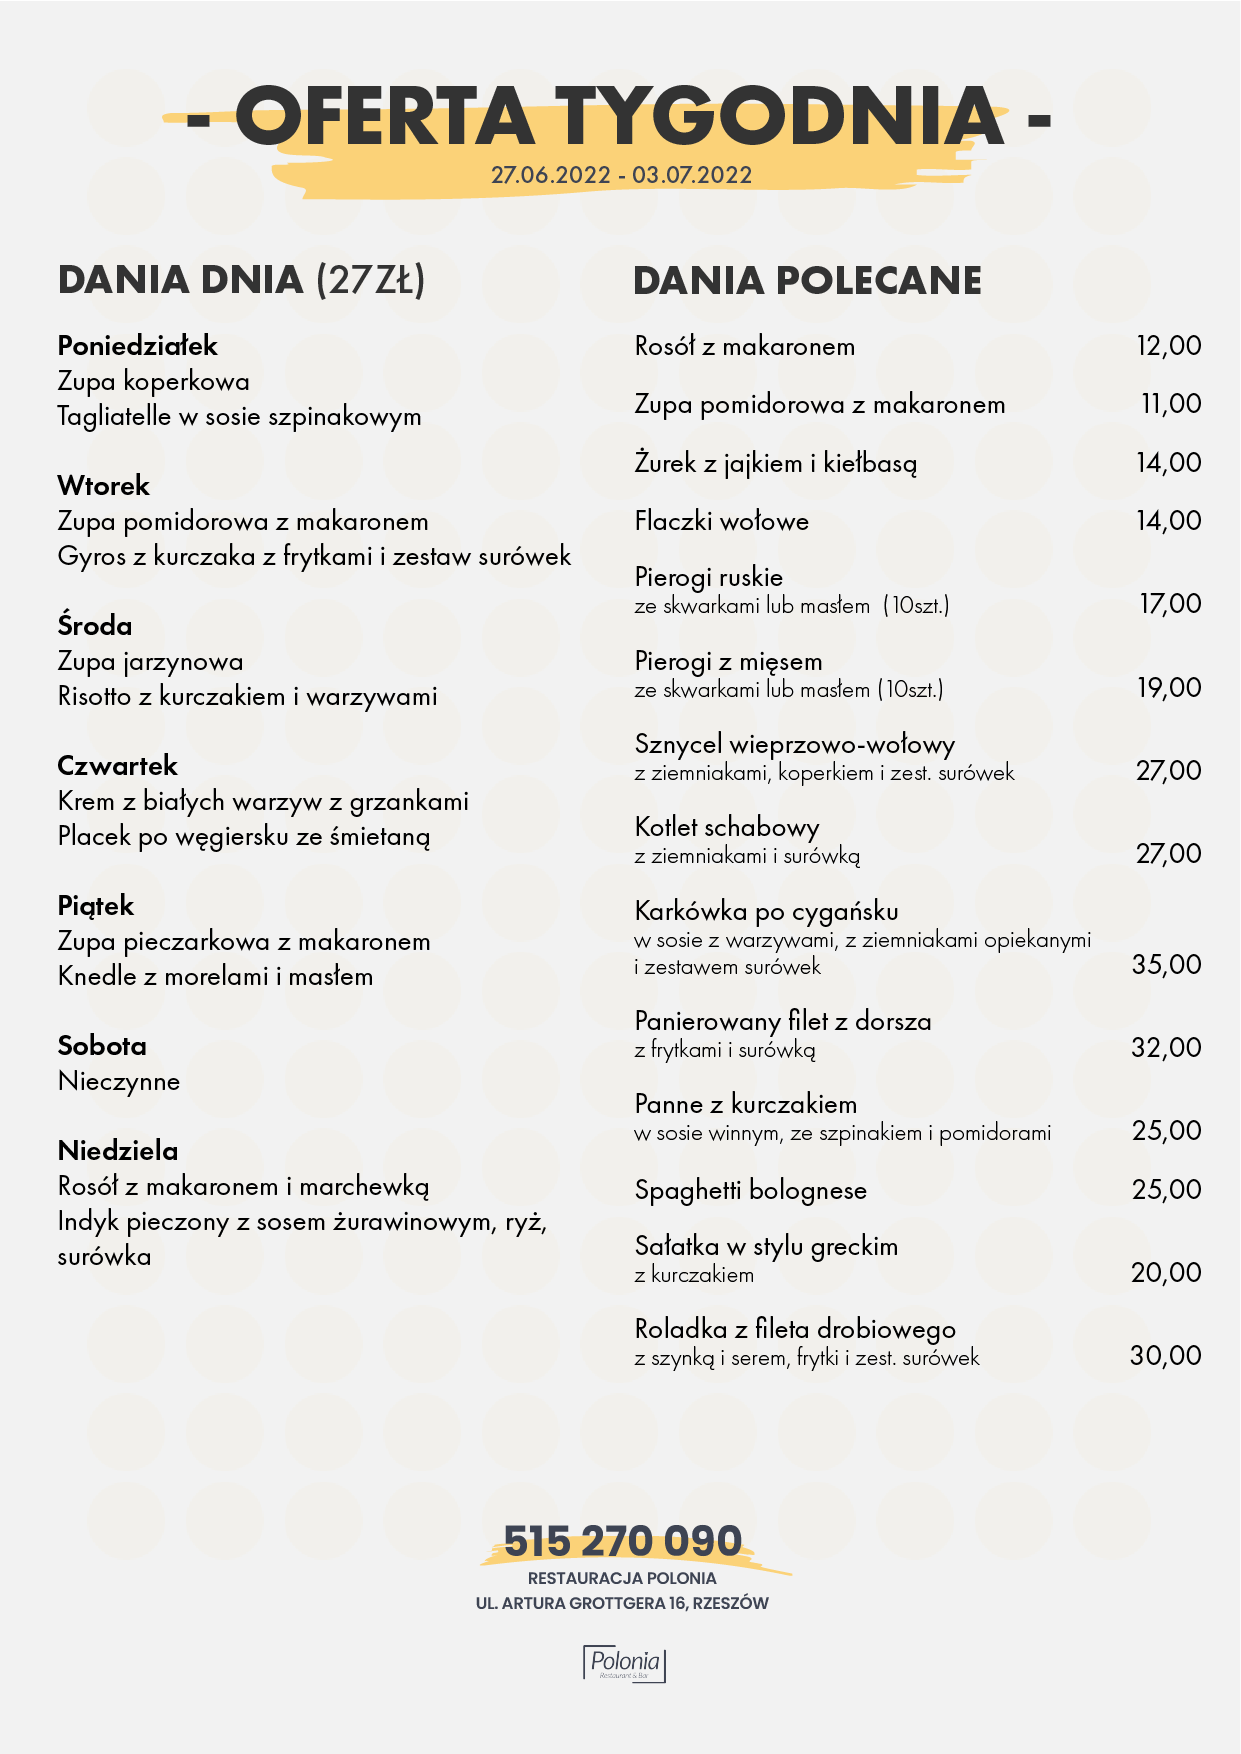 - OFERTA TYGODNIA -
27.06.2022 - 03.07.2022
DANIA DNIA (27ZŁ)
Poniedziałek
Zupa koperkowa
Tagliatelle w sosie szpinakowym
Wtorek
Zupa pomidorowa z makaronem
Gyros z kurczaka z frytkami i zestaw surówek
Środa
Zupa jarzynowa
Risotto z kurczakiem i warzywami
Czwartek
Krem z białych warzyw z grzankami
Placek po węgiersku ze śmietaną
Piątek
Zupa pieczarkowa z makaronem
Knedle z morelami i masłem
Sobota
Nieczynne
Niedziela
Rosół z makaronem i marchewką
Indyk pieczony z sosem żurawinowym, ryż,
surówka
DANIA POLECANE
Rosół z makaronem 12,00
Zupa pomidorowa z makaronem 11,00
Żurek z jajkiem i kiełbasą 14,00
Flaczki wołowe 14,00
Pierogi ruskie
ze skwarkami lub masłem (10szt.) 17,00
Pierogi z mięsem
ze skwarkami lub masłem (10szt.) 19,00
Sznycel wieprzowo-wołowy
z ziemniakami, koperkiem i zest. surówek 27,00
Kotlet schabowy
z ziemniakami i surówką 27,00
Karkówka po cygańsku
w sosie z warzywami, z ziemniakami opiekanymi
i zestawem surówek 35,00
Panierowany filet z dorsza
z frytkami i surówką 32,00
Panne z kurczakiem
w sosie winnym, ze szpinakiem i pomidorami 25,00
Spaghetti bolognese 25,00
Sałatka w stylu greckim
z kurczakiem 20,00
Roladka z fileta drobiowego
z szynką i serem, frytki i zest. surówek 30,00
515 270 090
RESTAURACJA POLONIA
UL. ARTURA GROTTGERA 16, RZESZÓW
Polonia
Restaurant & Bar